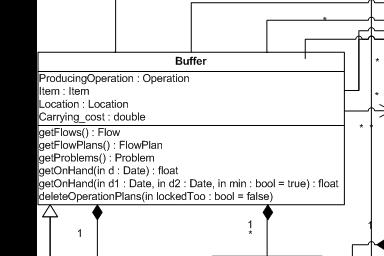 *
Buffer
ProducingOperation : Operation
Item : Item
Location : Location
Carrying_cost : double
getFlows() : Flow
getFlowPlans() : FlowPlan
getProblems() : Problem
getOnHand(in d : Date) : float
getOnHand(in d1 : Date, in d2 : Date, in min : bool = true) : float
deleteOperationPlans(in lockedToo : bool = false)
*
*
* *
1
1
*
1